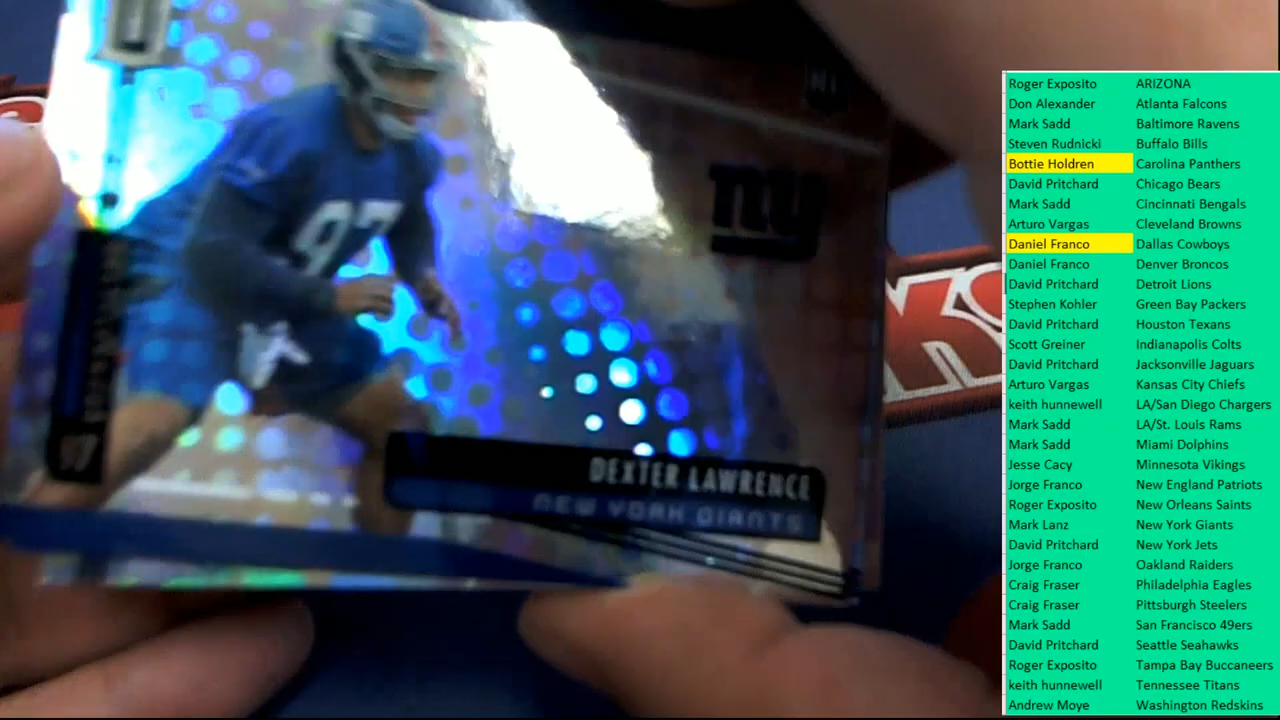 97
NY
DEXTER LAWRENCE
NEW YORK GIANTS
97
Roger Exposito ARIZONA
Don Alexander Atlanta Falcons
Mark Sadd Baltimore Ravens
Steven Rudnicki Buffalo Bills
Bottie Holdren Carolina Panthers
David Pritchard Chicago Bears
Mark Sadd Cincinnati Bengals
Arturo Vargas Cleveland Browns
Daniel Franco Dallas Cowboys
Daniel Franco Denver Broncos
David Pritchard Detroit Lions
Stephen Kohler Green Bay Packers
David Pritchard Houston Texans
Scott Greiner Indianapolis Colts
David Pritchard Jacksonville Jaguars
Arturo Vargas Kansas City Chiefs
keith hunnewell LA/San Diego Chargers
Mark Sadd LA/St. Louis Rams
Mark Sadd Miami Dolphins
Jesse Cacy Minnesota Vikings
Jorge Franco New England Patriots
Roger Exposito New Orleans Saints
Mark Lanz New York Giants
David Pritchard New York Jets
Jorge Franco Oakland Raiders
Craig Fraser Philadelphia Eagles
Craig Fraser Pittsburgh Steelers
Mark Sadd San Francisco 49ers
David Pritchard Seattle Seahawks
Roger Exposito Tampa Bay Buccaneers
keith hunnewell Tennessee Titans
Andrew Moye Washington Redskins